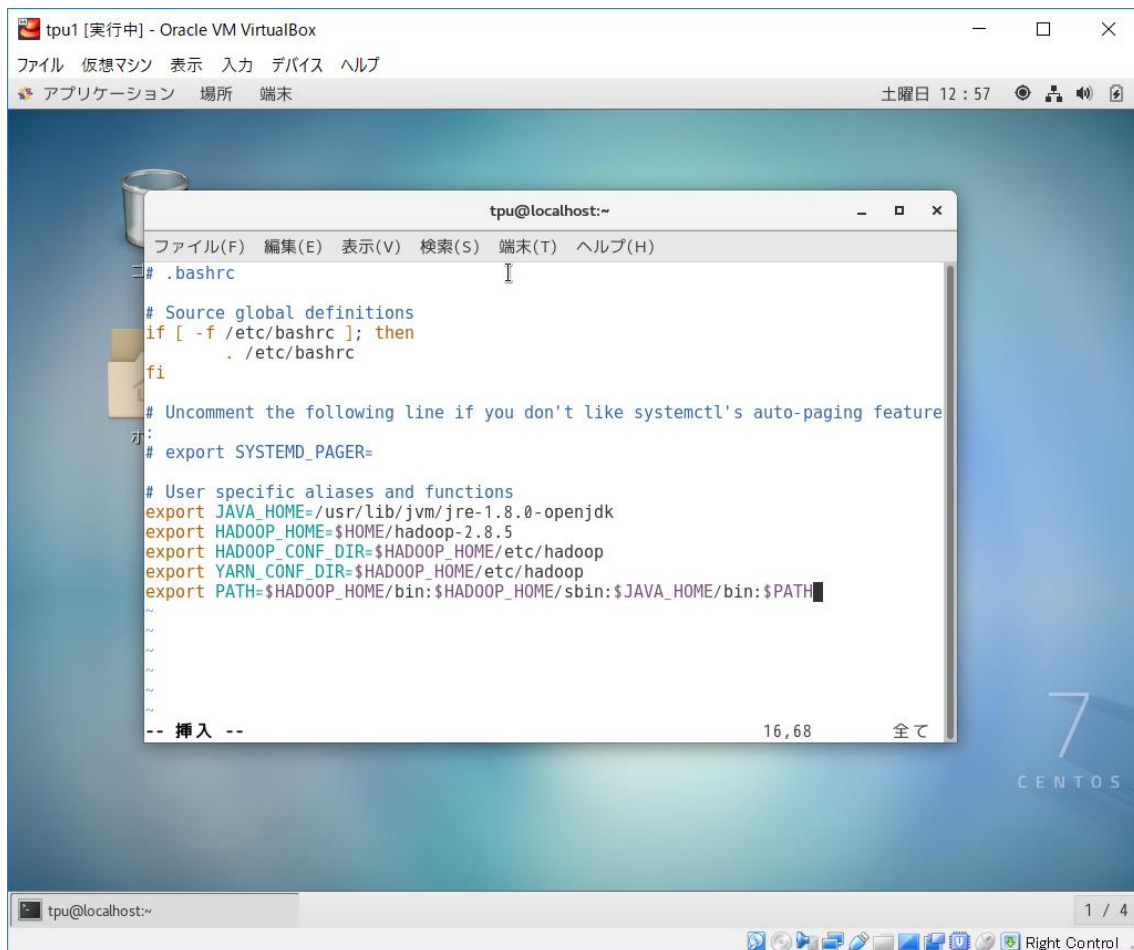 tpu1 [実行中] - Oracle VM VirtualBox
ファイル 仮想マシン 表示 入力 デバイス ヘルプ
アプリケーション 場所 端末 土曜日 12：57
tpu@localhost:~
ファイル(F) 編集(E) 表示(V) 検索(S) 端末(T) ヘルプ(H)
# .bashrc
# Source global definitions
if [ -f /etc/bashrc ]; then
. /etc/bashrc
fi
# Uncomment the following line if you don't like systemctl's auto-paging feature
:
# export SYSTEMD_PAGER=
# User specific aliases and functions
export JAVA_HOME=/usr/lib/jvm/jre-1.8.0-openjdk
export HADOOP_HOME=$HOME/hadoop-2.8.5
export HADOOP_CONF_DIR=$HADOOP_HOME/etc/hadoop
export YARN_CONF_DIR=$HADOOP_HOME/etc/hadoop
export PATH=$HADOOP_HOME/bin:$HADOOP_HOME/sbin:$JAVA_HOME/bin:$PATH
~
~
~
~
~
~
-- 挿入 -- 16,68 全て
7
CENTOS
tpu@localhost:~ 1 / 4
Right Control